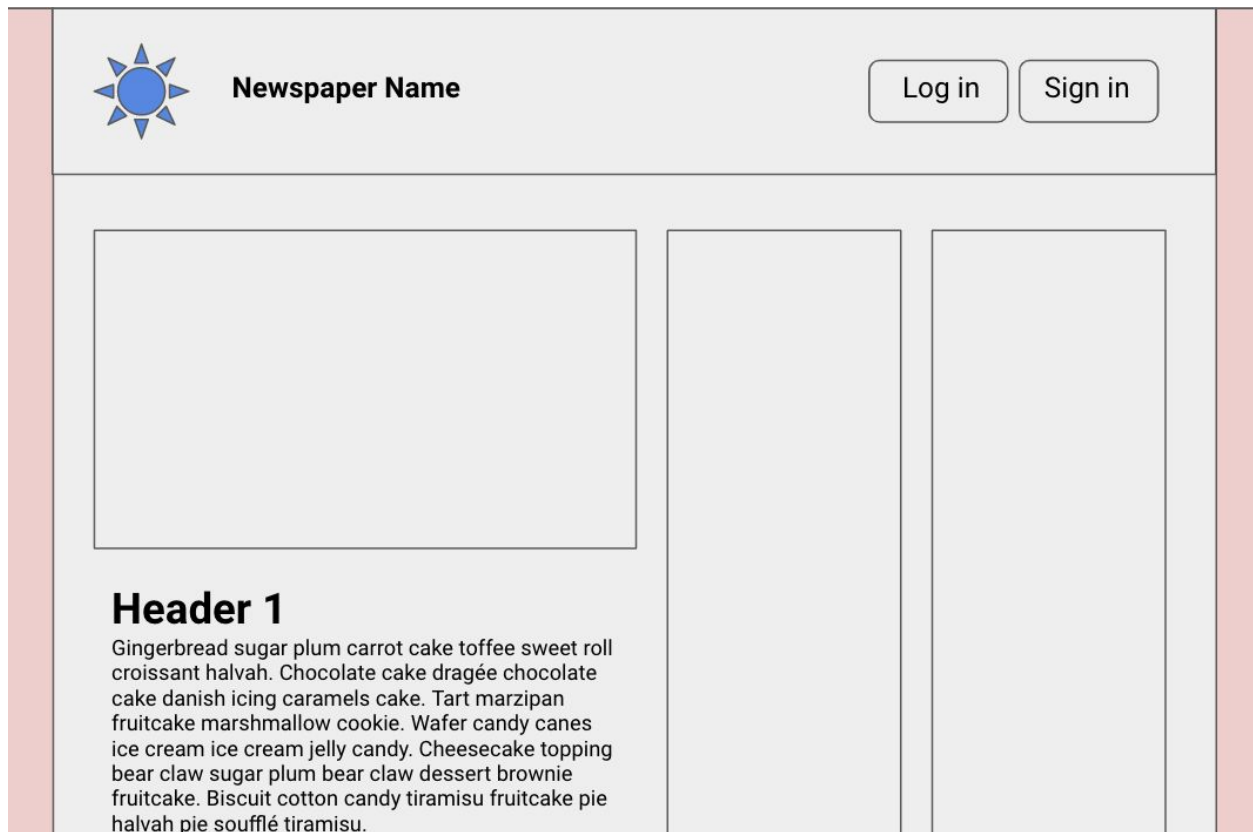 Newspaper Name
Log in
Sign in
Header 1
Gingerbread sugar plum carrot cake toffee sweet roll
croissant halvah. Chocolate cake dragée chocolate
cake danish icing caramels cake. Tart marzipan
fruitcake marshmallow cookie. Wafer candy canes
ice cream ice cream jelly candy. Cheesecake topping
bear claw sugar plum bear claw dessert brownie
fruitcake. Biscuit cotton candy tiramisu fruitcake pie
halvah pie soufflé tiramisu.